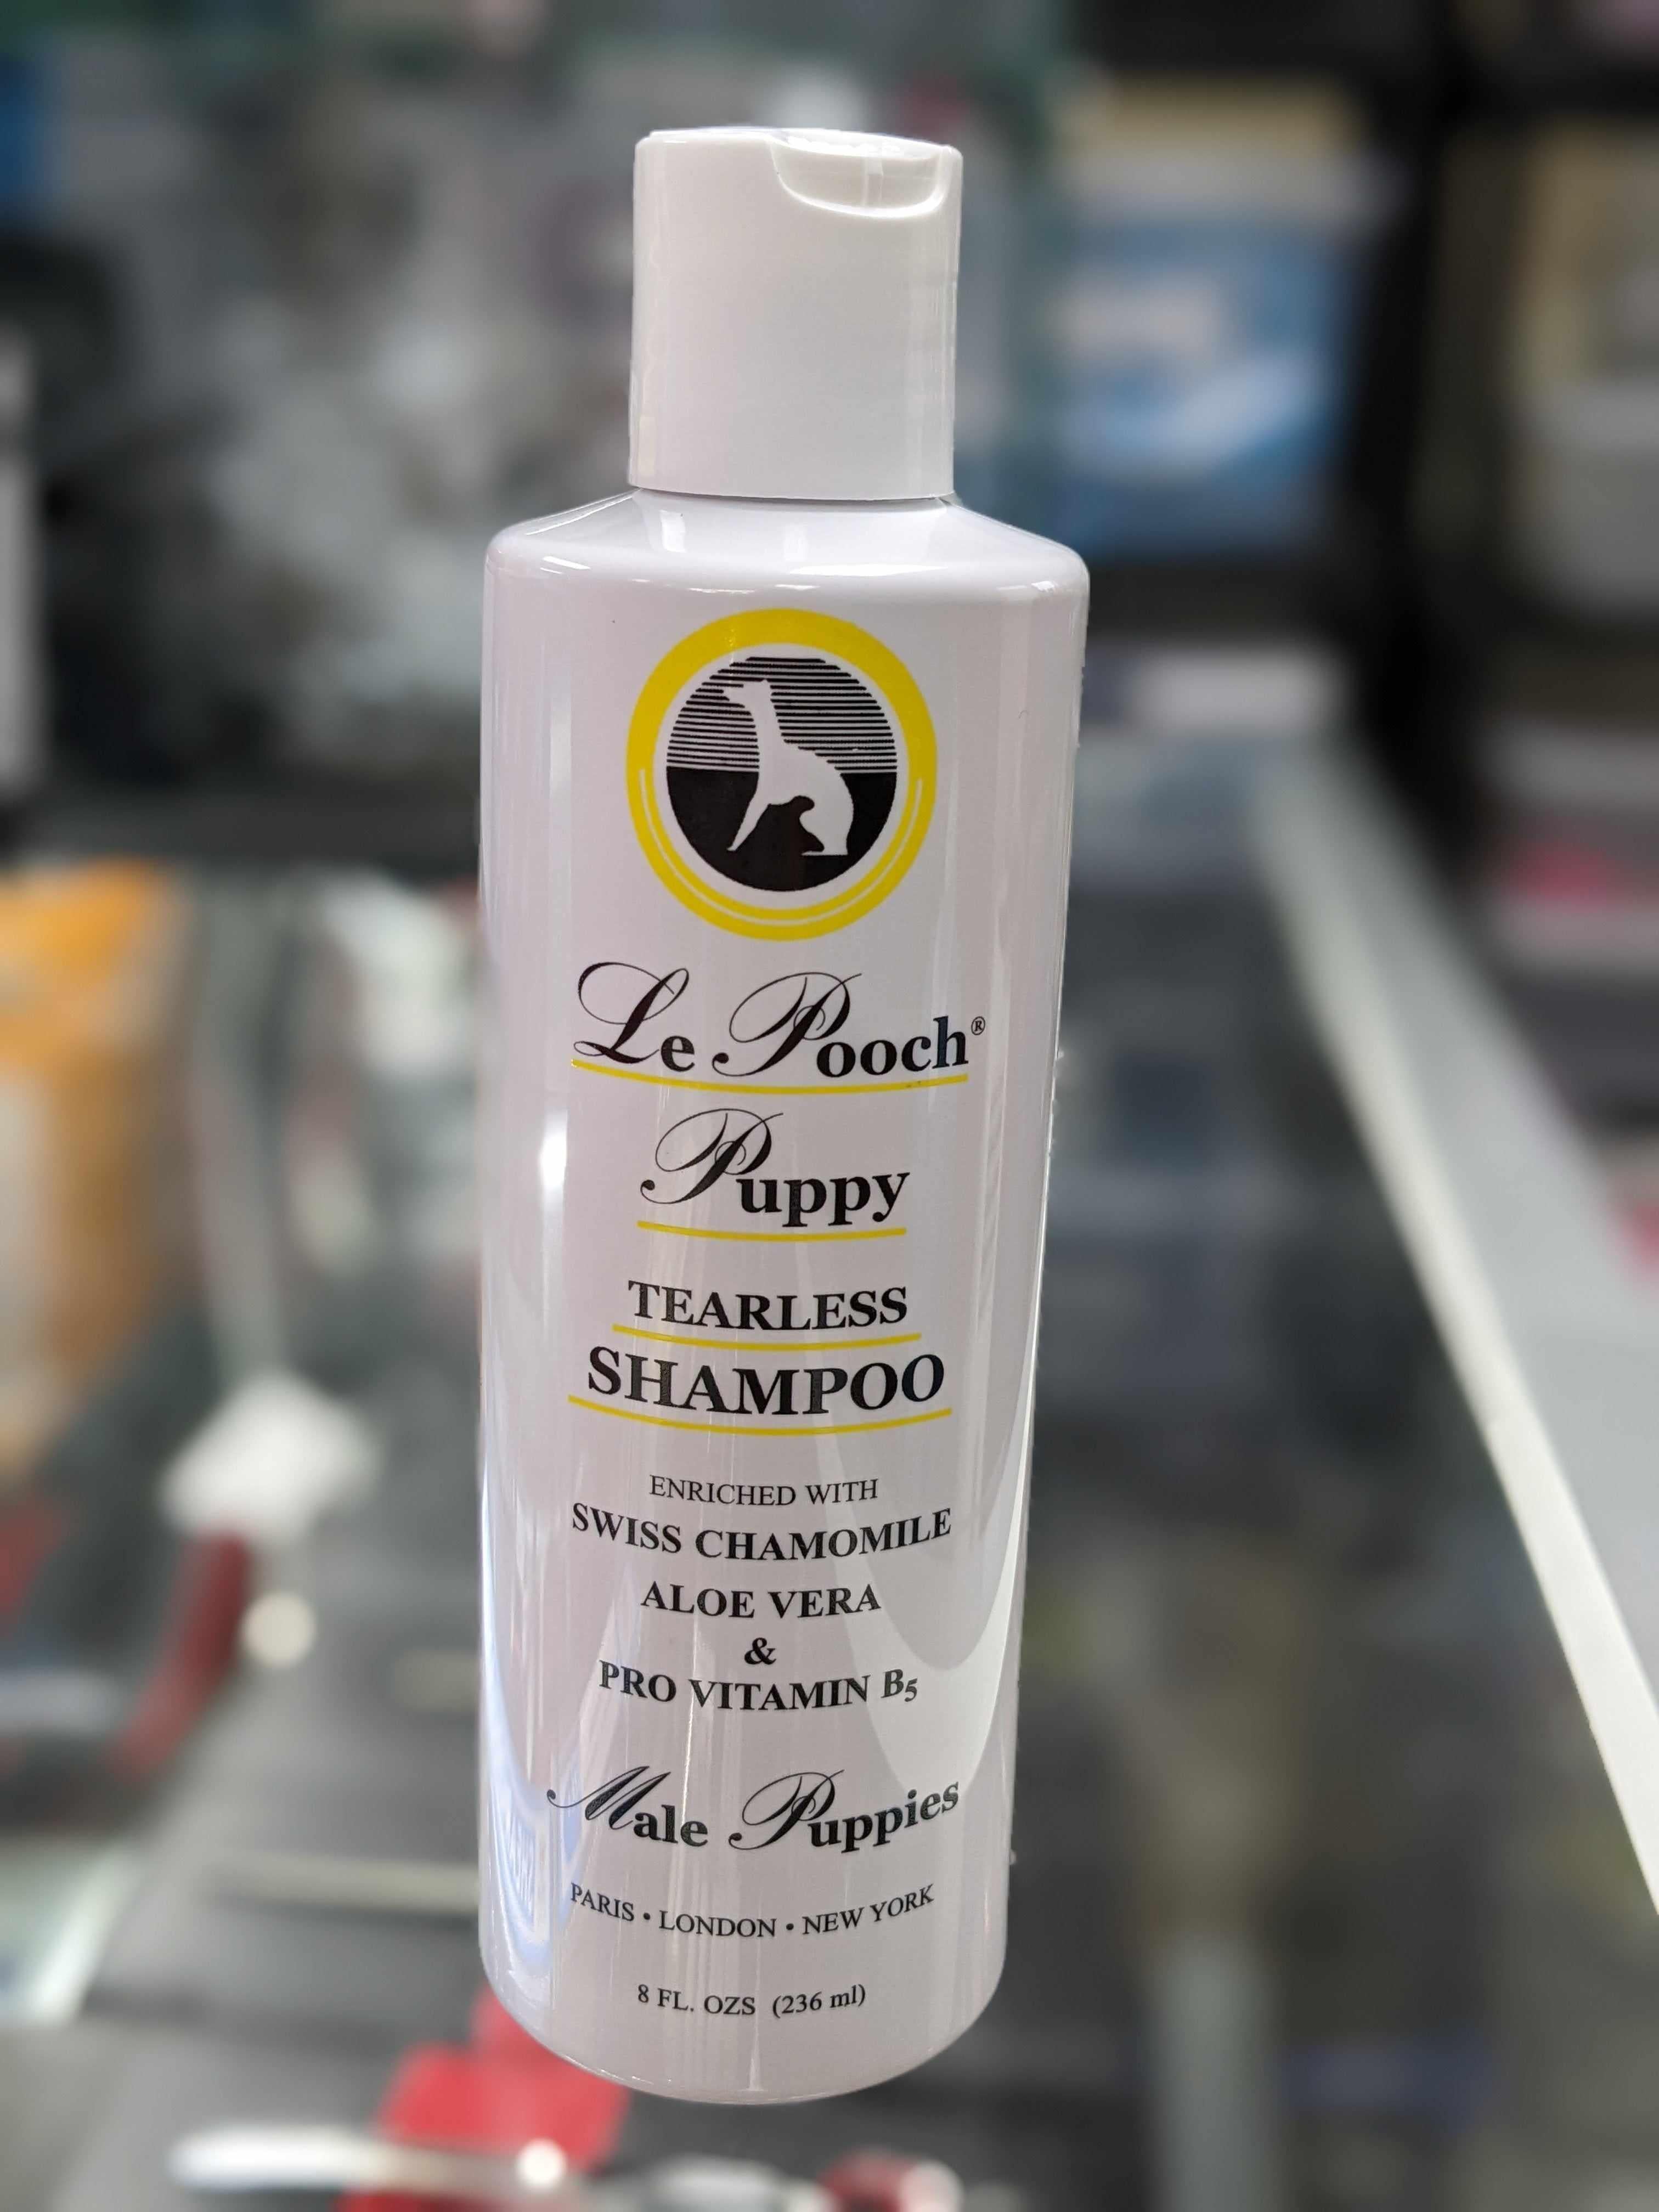 Le Pooch®
Puppy
TEARLESS
SHAMPOO
ENRICHED WITH
SWISS CHAMOMILE
ALOE VERA
&
PRO VITAMIN B5
Male Puppies
PARIS • LONDON • NEW YORK
8 FL. OZS (236 ml)